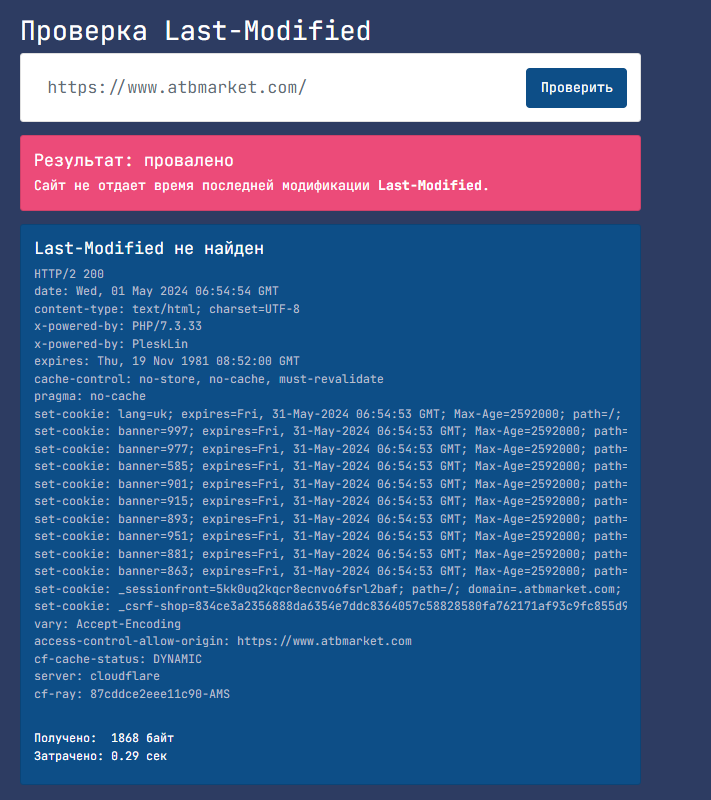 Проверка Last-Modified
https://www.atbmarket.com/
Проверить
Результат: провалено
Сайт не отдает время последней модификации Last-Modified.
Last-Modified не найден
HTTP/2 200
date: Wed, 01 May 2024 06:54:54 GMT
content-type: text/html; charset=UTF-8
x-powered-by: PHP/7.3.33
x-powered-by: PleskLin
expires: Thu, 19 Nov 1981 08:52:00 GMT
cache-control: no-store, no-cache, must-revalidate
pragma: no-cache
set-cookie: lang=uk; expires=Fri, 31-May-2024 06:54:53 GMT; Max-Age=2592000; path=/;
set-cookie: banner=997; expires=Fri, 31-May-2024 06:54:53 GMT; Max-Age=2592000; path=
set-cookie: banner=977; expires=Fri, 31-May-2024 06:54:53 GMT; Max-Age=2592000; path=
set-cookie: banner=585; expires=Fri, 31-May-2024 06:54:53 GMT; Max-Age=2592000; path=
set-cookie: banner=901; expires=Fri, 31-May-2024 06:54:53 GMT; Max-Age=2592000; path=
set-cookie: banner=915; expires=Fri, 31-May-2024 06:54:53 GMT; Max-Age=2592000; path=
set-cookie: banner=893; expires=Fri, 31-May-2024 06:54:53 GMT; Max-Age=2592000; path=
set-cookie: banner=951; expires=Fri, 31-May-2024 06:54:53 GMT; Max-Age=2592000; path=
set-cookie: banner=881; expires=Fri, 31-May-2024 06:54:53 GMT; Max-Age=2592000; path=
set-cookie: banner=863; expires=Fri, 31-May-2024 06:54:53 GMT; Max-Age=2592000; path=
set-cookie: _sessionfront=5kk0uq2kqcr8ecnvo6fsrl2baf; path=/; domain=.atbmarket.com;
set-cookie: _csrf-shop=834ce3a2356888da6354e7ddc8364057c58828580fa762171af93c9fc855d9
vary: Accept-Encoding
access-control-allow-origin: https://www.atbmarket.com
cf-cache-status: DYNAMIC
server: cloudflare
cf-ray: 87cddce2eee11c90-AMS
Получено: 1868 байт
Затрачено: 0.29 сек